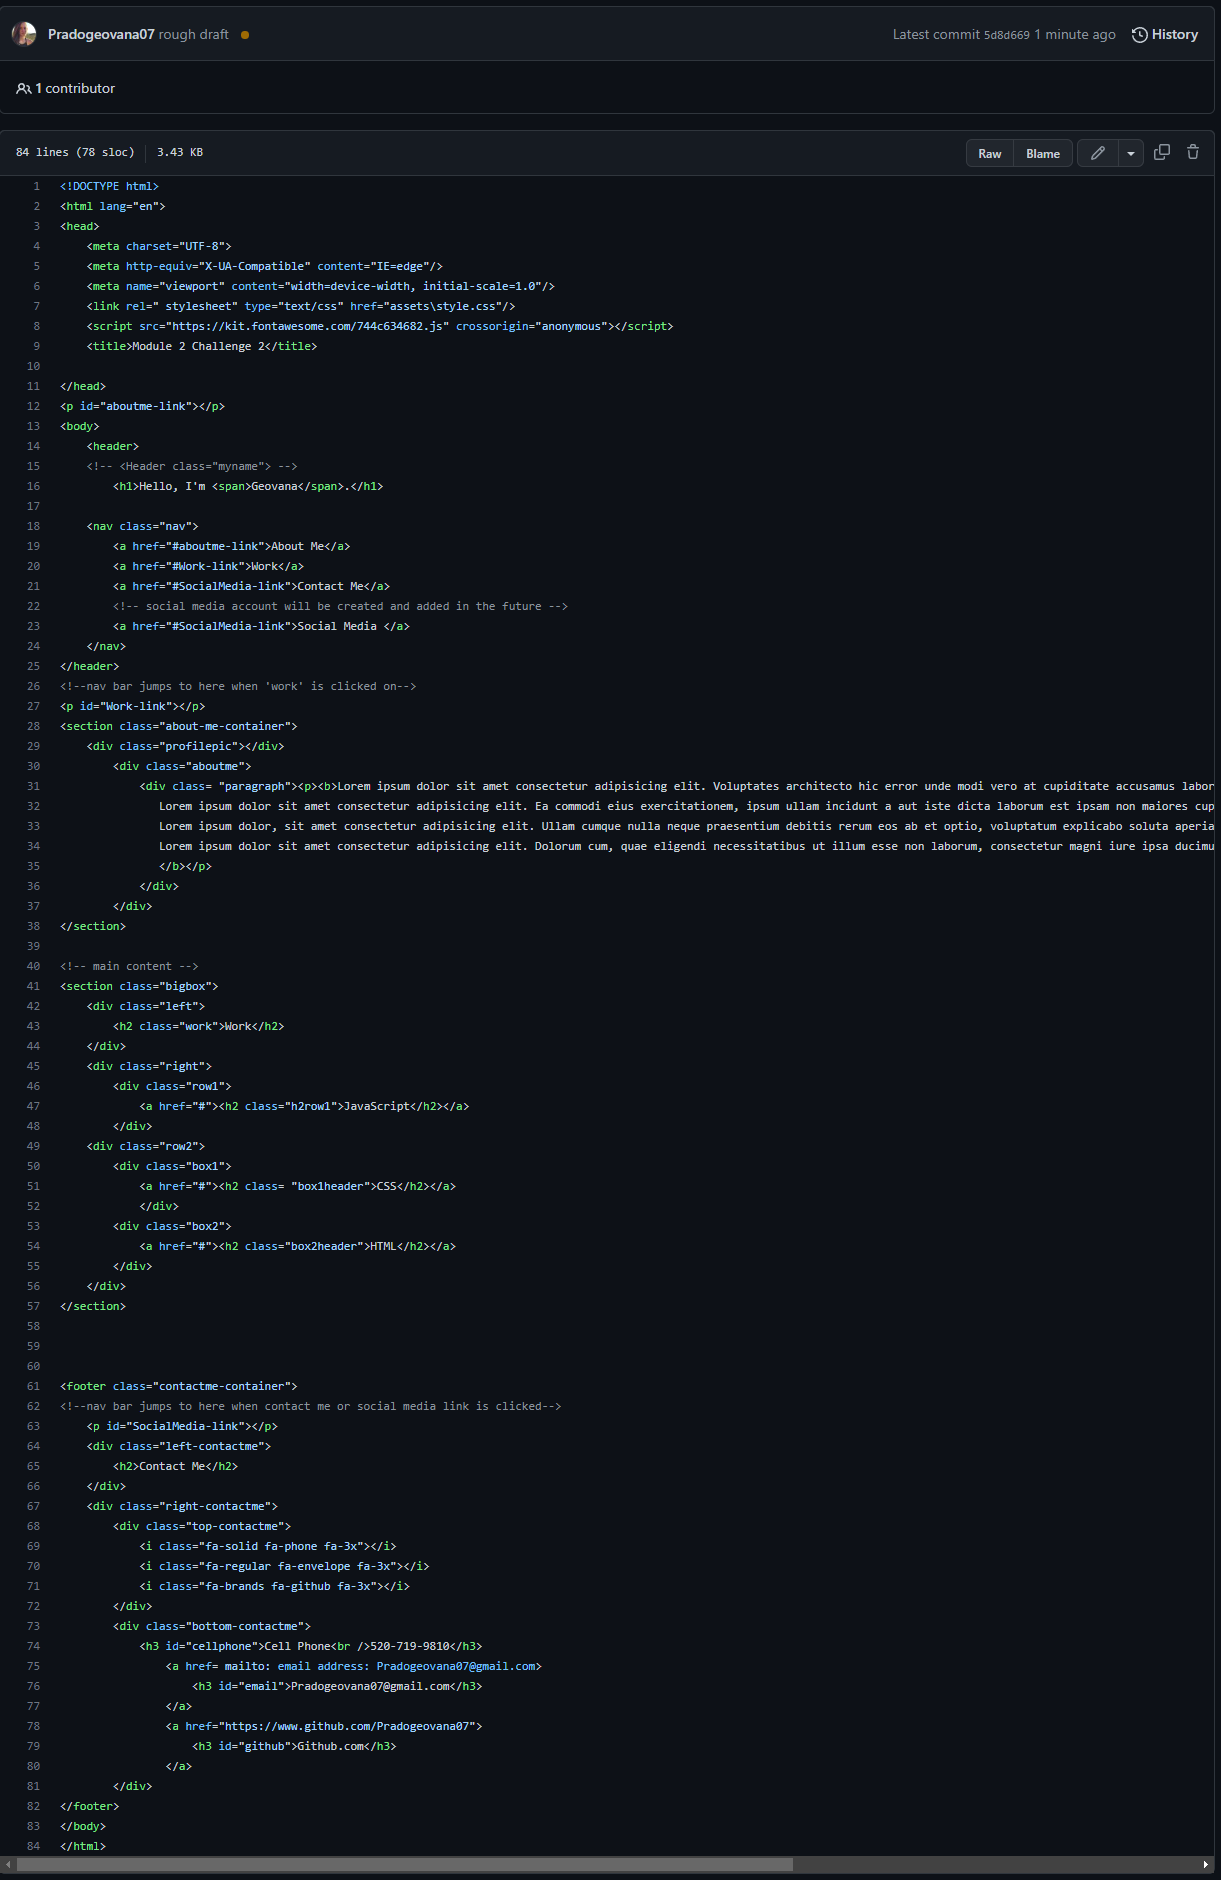 Pradogeovana07 rough draft
Latest commit 5d8d669 1 minute ago History
1 contributor
84 lines (78 sloc) 3.43 KB
Raw Blame
1 <!DOCTYPE html>
2 <html lang="en">
3 <head>
4 <meta charset="UTF-8">
5 <meta http-equiv="X-UA-Compatible" content="IE=edge"/>
6 <meta name="viewport" content="width=device-width, initial-scale=1.0"/>
7 <link rel=" stylesheet" type="text/css" href="assets\style.css"/>
8 <script src="https://kit.fontawesome.com/744c634682.js" crossorigin="anonymous"></script>
9 <title>Module 2 Challenge 2</title>
10
11 </head>
12 <p id="aboutme-link"></p>
13 <body>
14 <header>
15 <!-- <Header class="myname"> -->
16 <h1>Hello, I'm <span>Geovana</span>.</h1>
17
18 <nav class="nav">
19 <a href="#aboutme-link">About Me</a>
20 <a href="#Work-link">Work</a>
21 <a href="#SocialMedia-link">Contact Me</a>
22 <!-- social media account will be created and added in the future -->
23 <a href="#SocialMedia-link">Social Media </a>
24 </nav>
25 </header>
26 <!--nav bar jumps to here when 'work' is clicked on-->
27 <p id="Work-link"></p>
28 <section class="about-me-container">
29 <div class="profilepic"></div>
30 <div class="aboutme">
31 <div class= "paragraph"><p><b>Lorem ipsum dolor sit amet consectetur adipisicing elit. Voluptates architecto hic error unde modi vero at cupiditate accusamus labor
32 Lorem ipsum dolor sit amet consectetur adipisicing elit. Ea commodi eius exercitationem, ipsum ullam incidunt a aut iste dicta laborum est ipsam non maiores cup
33 Lorem ipsum dolor, sit amet consectetur adipisicing elit. Ullam cumque nulla neque praesentium debitis rerum eos ab et optio, voluptatum explicabo soluta aperia
34 Lorem ipsum dolor sit amet consectetur adipisicing elit. Dolorum cum, quae eligendi necessitatibus ut illum esse non laborum, consectetur magni iure ipsa ducimu
35 </b></p>
36 </div>
37 </div>
38 </section>
39
40 <!-- main content -->
41 <section class="bigbox">
42 <div class="left">
43 <h2 class="work">Work</h2>
44 </div>
45 <div class="right">
46 <div class="row1">
47 <a href="#"><h2 class="h2row1">JavaScript</h2></a>
48 </div>
49 <div class="row2">
50 <div class="box1">
51 <a href="#"><h2 class= "box1header">CSS</h2></a>
52 </div>
53 <div class="box2">
54 <a href="#"><h2 class="box2header">HTML</h2></a>
55 </div>
56 </div>
57 </section>
58
59
60
61 <footer class="contactme-container">
62 <!--nav bar jumps to here when contact me or social media link is clicked-->
63 <p id="SocialMedia-link"></p>
64 <div class="left-contactme">
65 <h2>Contact Me</h2>
66 </div>
67 <div class="right-contactme">
68 <div class="top-contactme">
69 <i class="fa-solid fa-phone fa-3x"></i>
70 <i class="fa-regular fa-envelope fa-3x"></i>
71 <i class="fa-brands fa-github fa-3x"></i>
72 </div>
73 <div class="bottom-contactme">
74 <h3 id="cellphone">Cell Phone<br />520-719-9810</h3>
75 <a href= mailto: email address: Pradogeovana07@gmail.com>
76 <h3 id="email">Pradogeovana07@gmail.com</h3>
77 </a>
78 <a href="https://www.github.com/Pradogeovana07">
79 <h3 id="github">Github.com</h3>
80 </a>
81 </div>
82 </footer>
83 </body>
84 </html>